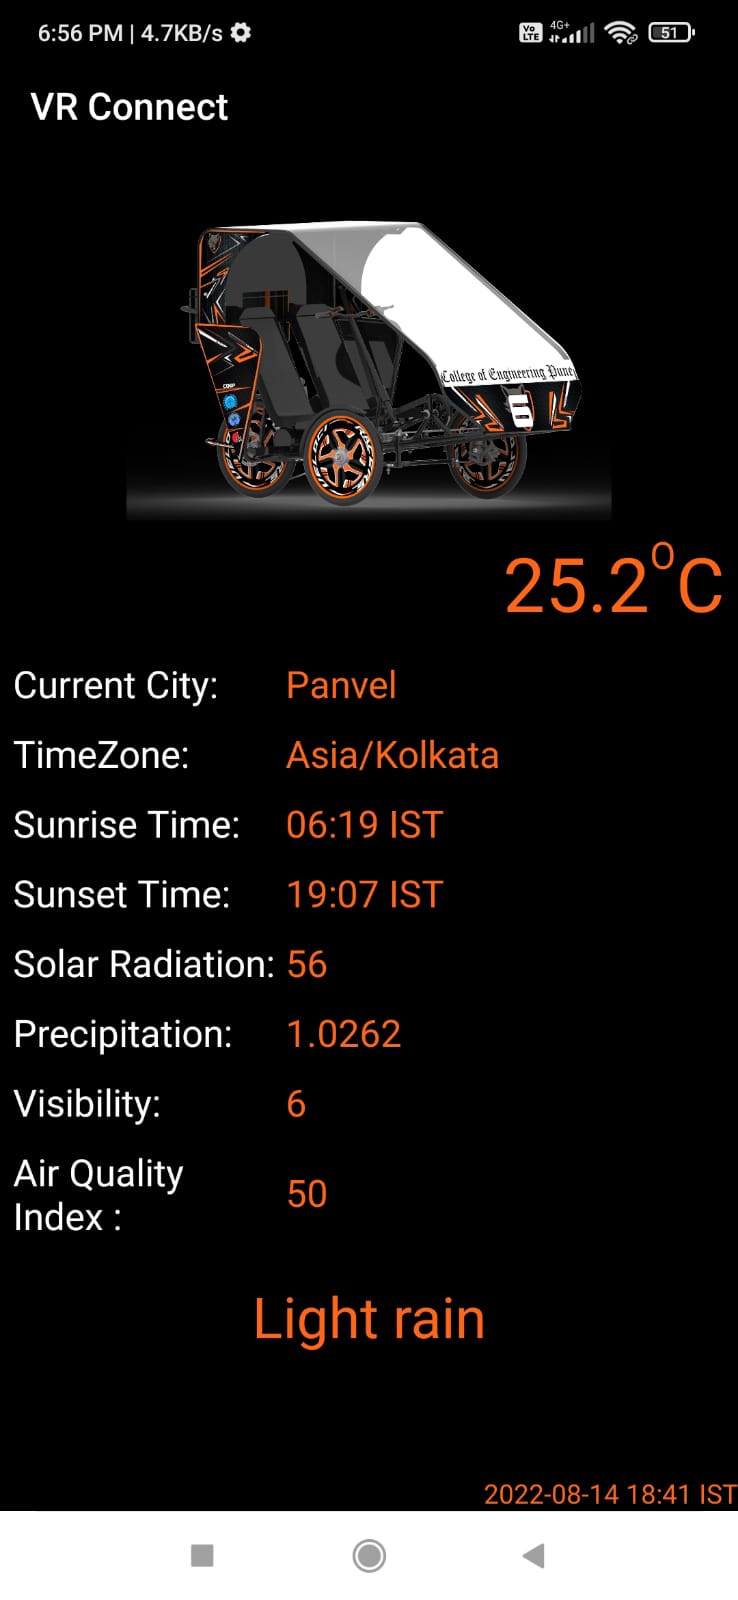 6:56 PM | 4.7KB/s
Vo LTE 4G+ 51
VR Connect
COEP
College of Engineering Pune
25.2°C
Current City: Panvel
TimeZone: Asia/Kolkata
Sunrise Time: 06:19 IST
Sunset Time: 19:07 IST
Solar Radiation: 56
Precipitation: 1.0262
Visibility: 6
Air Quality
Index : 50
Light rain
2022-08-14 18:41 IST